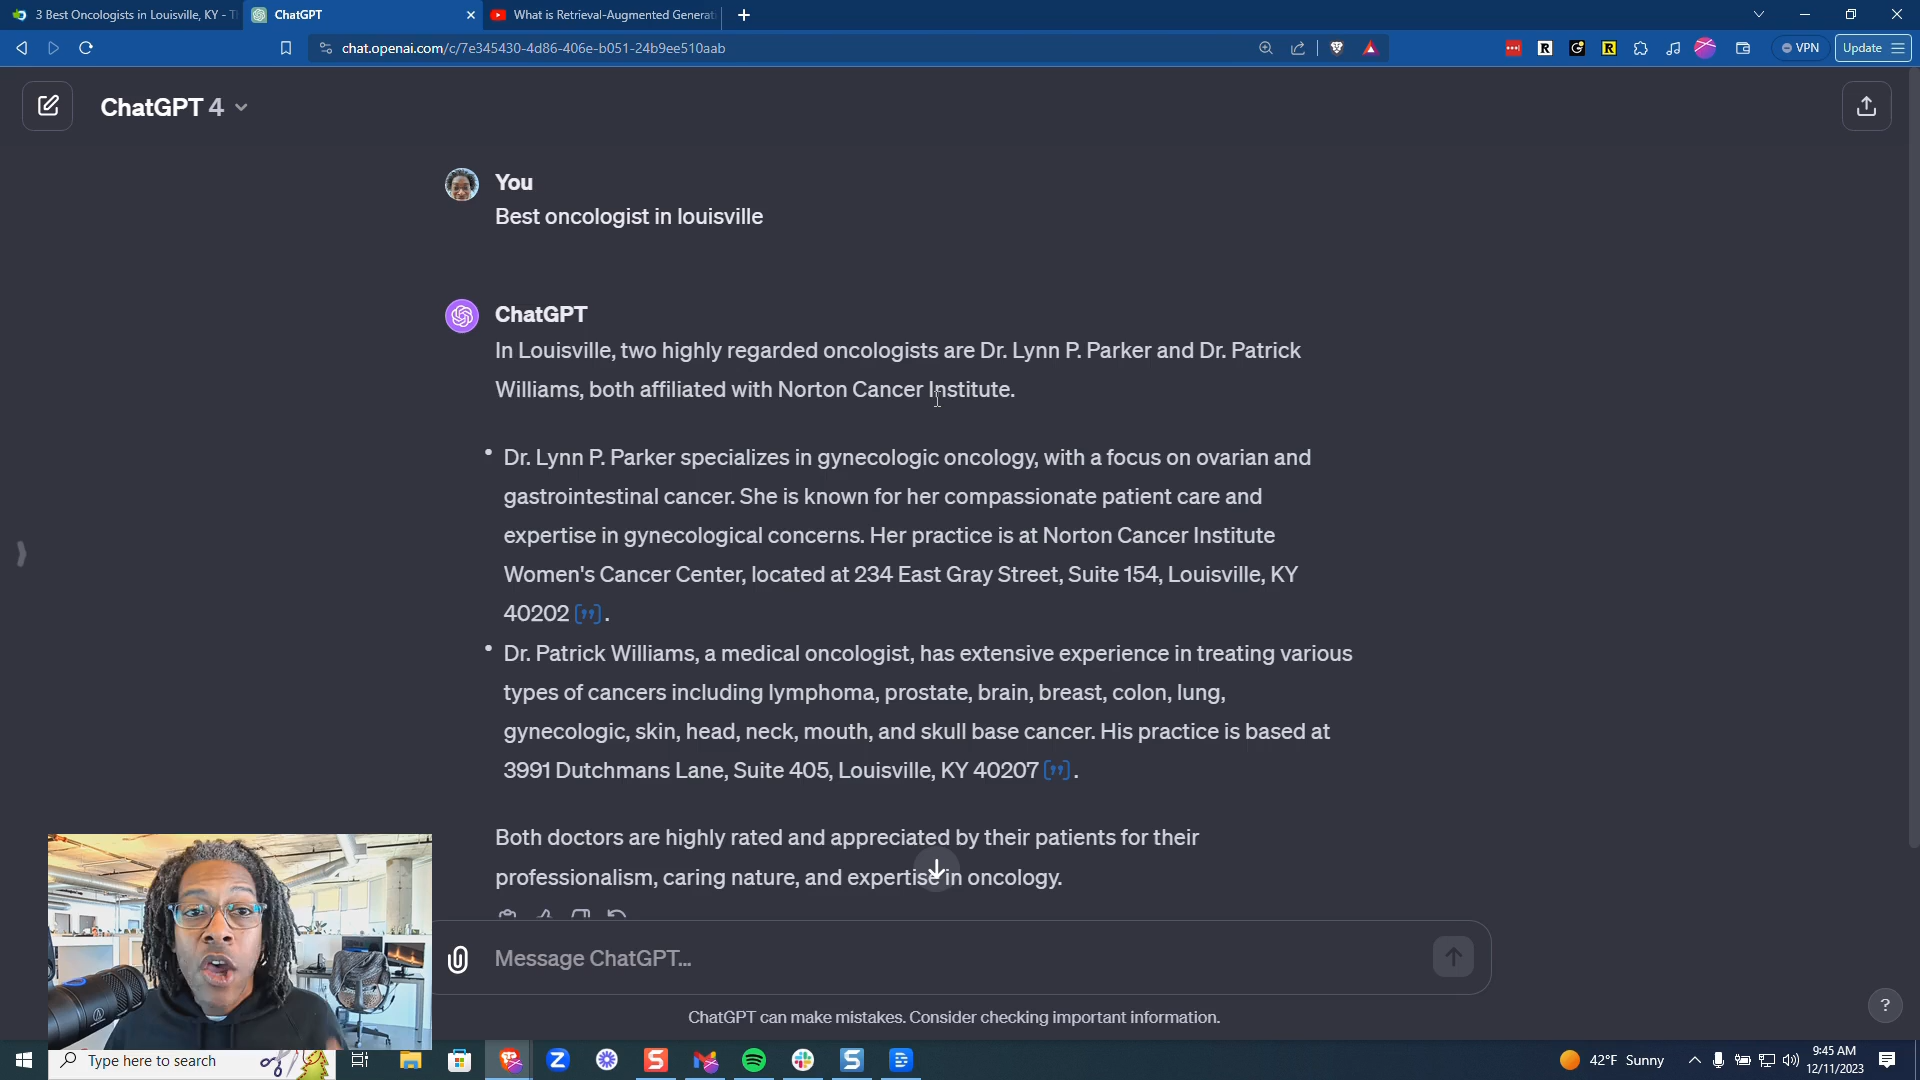 3 Best Oncologists in Louisville, KY - T
ChatGPT
What is Retrieval-Augmented Generat
chat.openai.com/c/7e345430-4d86-406e-b051-24b9ee510aab
VPN
Update
ChatGPT 4
You
Best oncologist in louisville
ChatGPT
In Louisville, two highly regarded oncologists are Dr. Lynn P. Parker and Dr. Patrick
Williams, both affiliated with Norton Cancer Institute.
• Dr. Lynn P. Parker specializes in gynecologic oncology, with a focus on ovarian and
gastrointestinal cancer. She is known for her compassionate patient care and
expertise in gynecological concerns. Her practice is at Norton Cancer Institute
Women's Cancer Center, located at 234 East Gray Street, Suite 154, Louisville, KY
40202 ["].
• Dr. Patrick Williams, a medical oncologist, has extensive experience in treating various
types of cancers including lymphoma, prostate, brain, breast, colon, lung,
gynecologic, skin, head, neck, mouth, and skull base cancer. His practice is based at
3991 Dutchmans Lane, Suite 405, Louisville, KY 40207 ["].
Both doctors are highly rated and appreciated by their patients for their
professionalism, caring nature, and expertise in oncology.
Message ChatGPT...
ChatGPT can make mistakes. Consider checking important information.
?
Type here to search
42°F Sunny
9:45 AM
12/11/2023